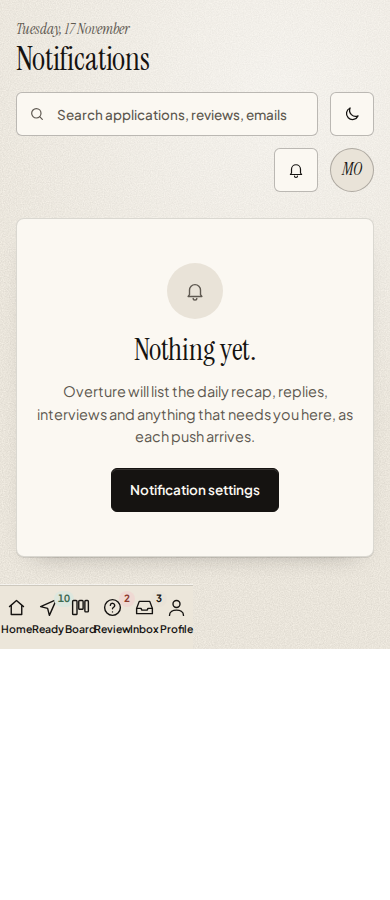 Tuesday, 17 November
Notifications
Search applications, reviews, emails
MO
Nothing yet.
Overture will list the daily recap, replies,
interviews and anything that needs you here, as
each push arrives.
Notification settings
10 2 3
Home Ready Board Review Inbox Profile